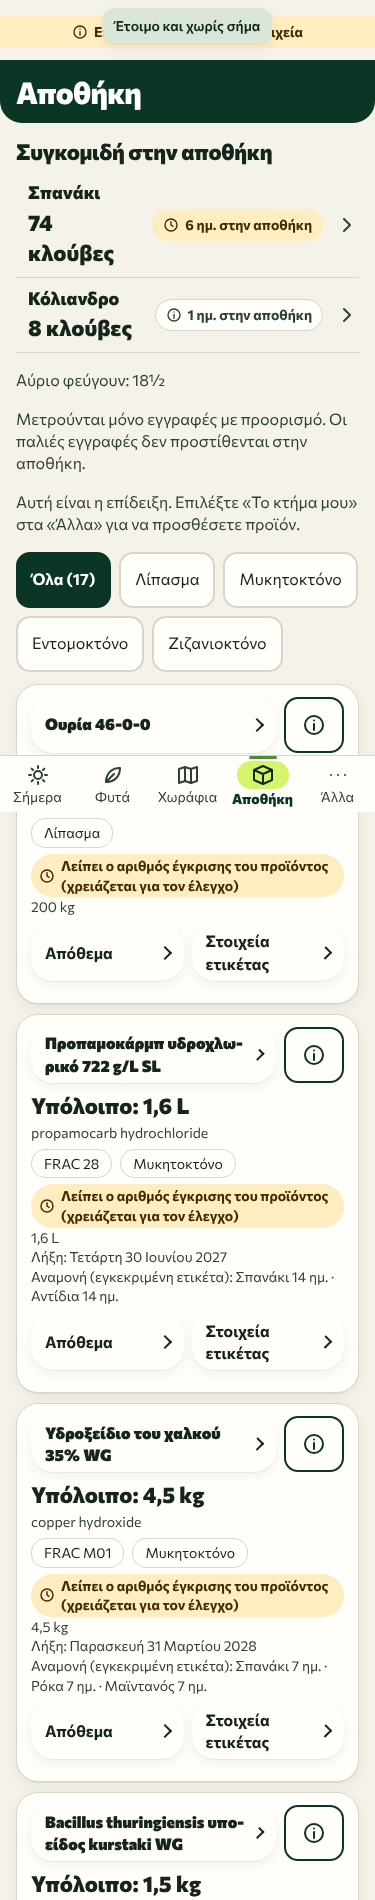 Έτοιμο και χωρίς σήμα
Αποθήκη
Συγκομιδή στην αποθήκη
Σπανάκι
74
κλούβες
6 ημ. στην αποθήκη
Κόλιανδρο
8 κλούβες
1 ημ. στην αποθήκη
Αύριο φεύγουν: 18½
Μετρούνται μόνο εγγραφές με προορισμό. Οι
παλιές εγγραφές δεν προστίθενται στην
αποθήκη.
Αυτή είναι η επίδειξη. Επιλέξτε «Το κτήμα μου»
στα «Άλλα» για να προσθέσετε προϊόν.
Όλα (17)
Λίπασμα
Μυκητοκτόνο
Εντομοκτόνο
Ζιζανιοκτόνο
Ουρία 46-0-0
Σήμερα
Φυτά
Χωράφια
Αποθήκη
Άλλα
Λίπασμα
Λείπει ο αριθμός έγκρισης του προϊόντος
(χρειάζεται για τον έλεγχο)
200 kg
Απόθεμα
Στοιχεία
ετικέτας
Προπαμοκάρμπ υδροχλω-
ρικό 722 g/L SL
Υπόλοιπο: 1,6 L
propamocarb hydrochloride
FRAC 28
Μυκητοκτόνο
Λείπει ο αριθμός έγκρισης του προϊόντος
(χρειάζεται για τον έλεγχο)
1,6 L
Λήξη: Τετάρτη 30 Ιουνίου 2027
Αναμονή (εγκεκριμένη ετικέτα): Σπανάκι 14 ημ. ·
Αντίδια 14 ημ.
Απόθεμα
Στοιχεία
ετικέτας
Υδροξείδιο του χαλκού
35% WG
Υπόλοιπο: 4,5 kg
copper hydroxide
FRAC M01
Μυκητοκτόνο
Λείπει ο αριθμός έγκρισης του προϊόντος
(χρειάζεται για τον έλεγχο)
4,5 kg
Λήξη: Παρασκευή 31 Μαρτίου 2028
Αναμονή (εγκεκριμένη ετικέτα): Σπανάκι 7 ημ. ·
Ρόκα 7 ημ. · Μαϊντανός 7 ημ.
Απόθεμα
Στοιχεία
ετικέτας
Bacillus thuringiensis υπο-
είδος kurstaki WG
Υπόλοιπο: 1,5 kg